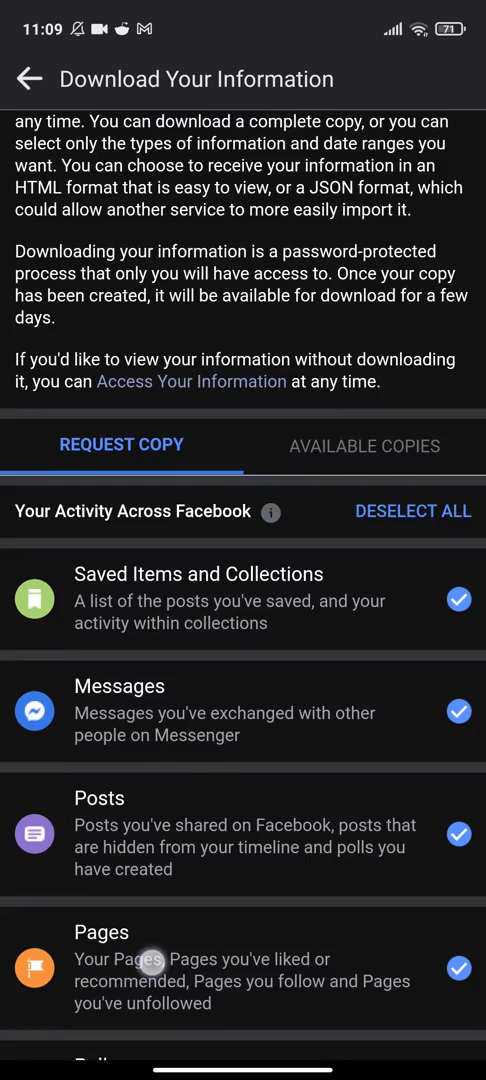 11:09
71
Download Your Information
any time. You can download a complete copy, or you can
select only the types of information and date ranges you
want. You can choose to receive your information in an
HTML format that is easy to view, or a JSON format, which
could allow another service to more easily import it.
Downloading your information is a password-protected
process that only you will have access to. Once your copy
has been created, it will be available for download for a few
days.
If you'd like to view your information without downloading
it, you can Access Your Information at any time.
REQUEST COPY
AVAILABLE COPIES
Your Activity Across Facebook
DESELECT ALL
Saved Items and Collections
A list of the posts you've saved, and your
activity within collections
Messages
Messages you've exchanged with other
people on Messenger
Posts
Posts you've shared on Facebook, posts that
are hidden from your timeline and polls you
have created
Pages
Your Pages, Pages you've liked or
recommended, Pages you follow and Pages
you've unfollowed